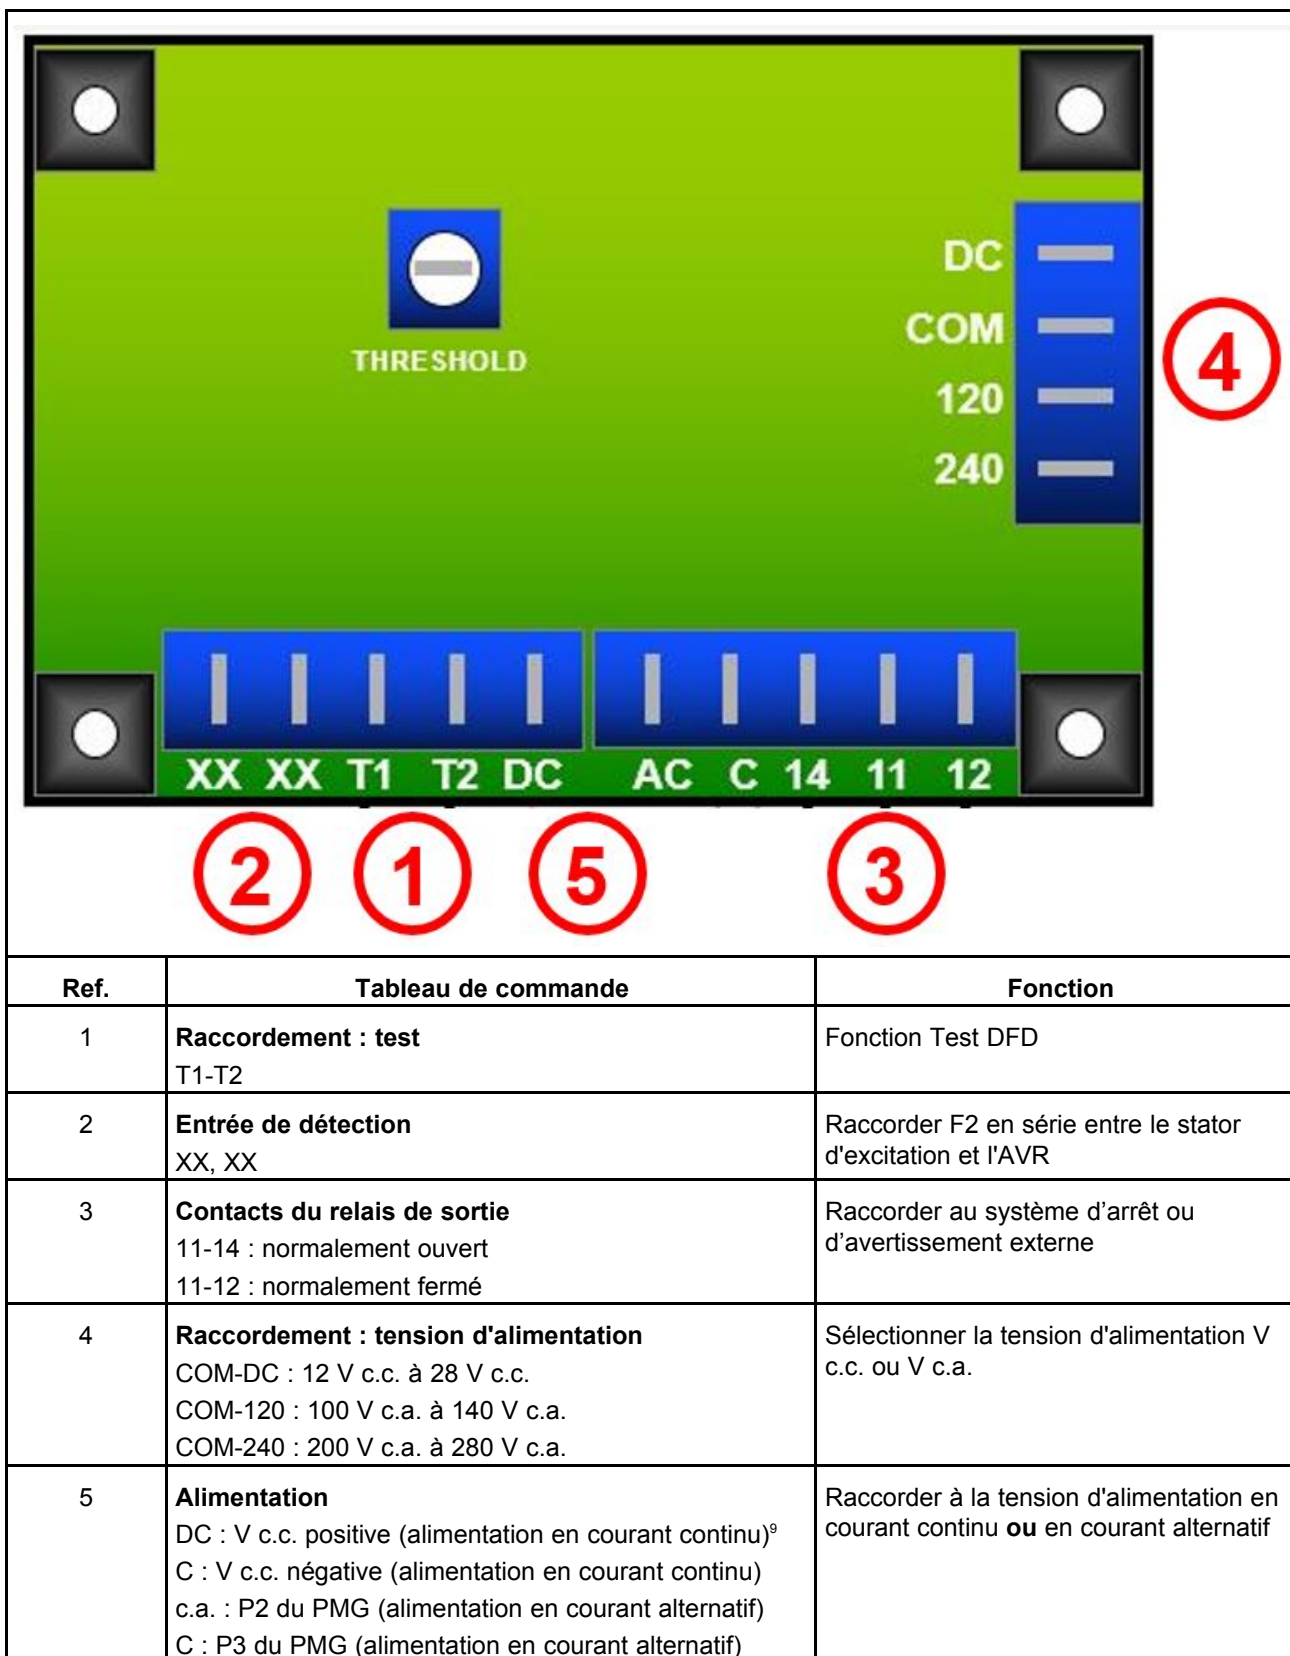 DC
COM
120
240
THRESHOLD
4
XX XX T1 T2 DC AC C 14 11 12
2 1 5 3
Ref. Tableau de commande Fonction
1 Raccordement : test Fonction Test DFD
T1-T2
2 Entrée de détection Raccorder F2 en série entre le stator
XX, XX d'excitation et l'AVR
3 Contacts du relais de sortie Raccorder au système d’arrêt ou
11-14 : normalement ouvert d’avertissement externe
11-12 : normalement fermé
4 Raccordement : tension d'alimentation Sélectionner la tension d'alimentation V
COM-DC : 12 V c.c. à 28 V c.c. c.c. ou V c.a.
COM-120 : 100 V c.a. à 140 V c.a.
COM-240 : 200 V c.a. à 280 V c.a.
5 Alimentation Raccorder à la tension d'alimentation en
DC : V c.c. positive (alimentation en courant continu)⁹ courant continu ou en courant alternatif
C : V c.c. négative (alimentation en courant continu)
c.a. : P2 du PMG (alimentation en courant alternatif)
C : P3 du PMG (alimentation en courant alternatif)